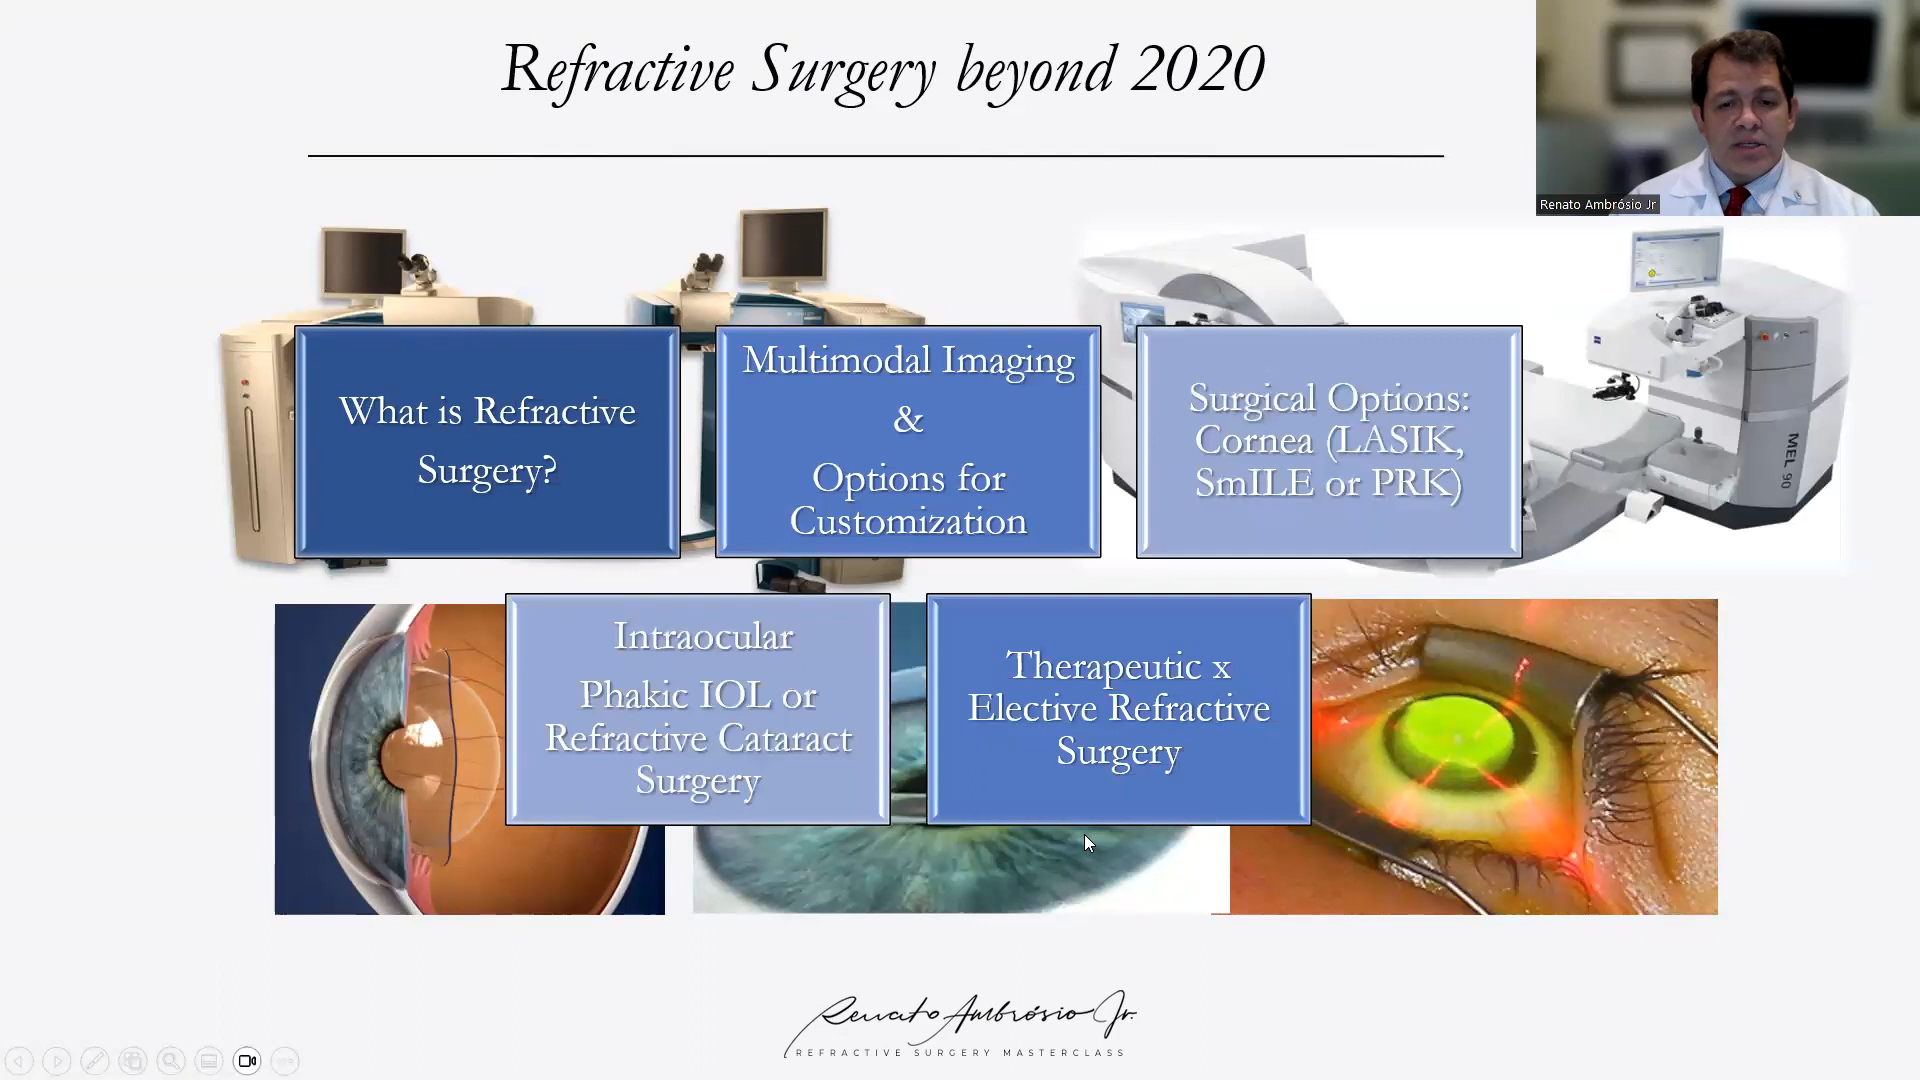 Refractive Surgery beyond 2020
Renato Ambrósio Jr
What is Refractive
Surgery?
Multimodal Imaging
&
Options for
Customization
Surgical Options:
Cornea (LASIK,
SmILE or PRK)
MEL 90
Intraocular
Phakic IOL or
Refractive Cataract
Surgery
Therapeutic x
Elective Refractive
Surgery
Renato Ambrósio Jr.
REFRACTIVE SURGERY MASTERCLASS